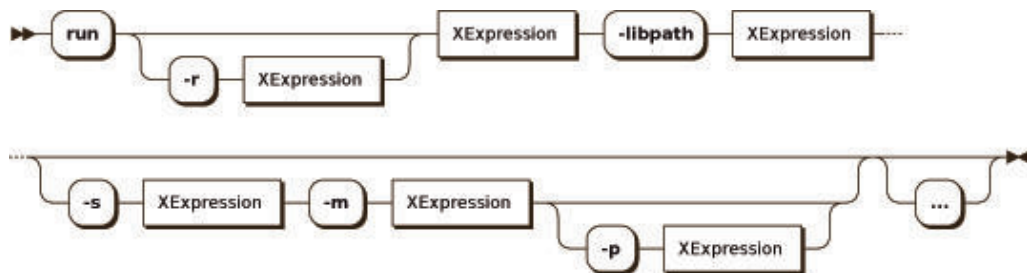 run XExpression -libpath XExpression
-r XExpression
-s XExpression -m XExpression ...
-p XExpression